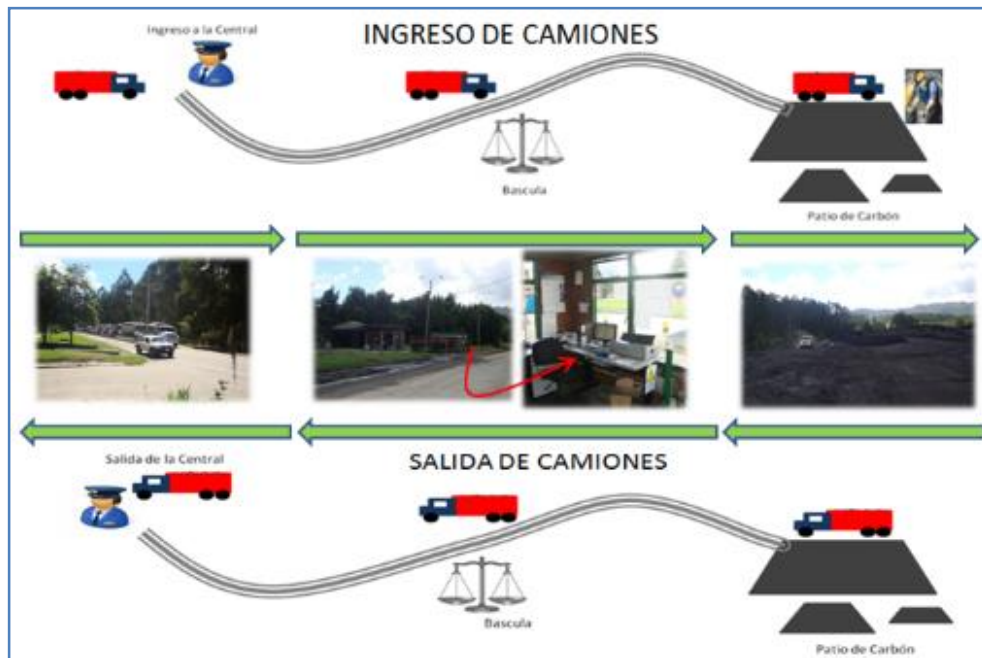 Ingreso a la Central
INGRESO DE CAMIONES
Bascula
Patio de Carbón
Salida de la Central
SALIDA DE CAMIONES
Bascula
Patio de Carbón